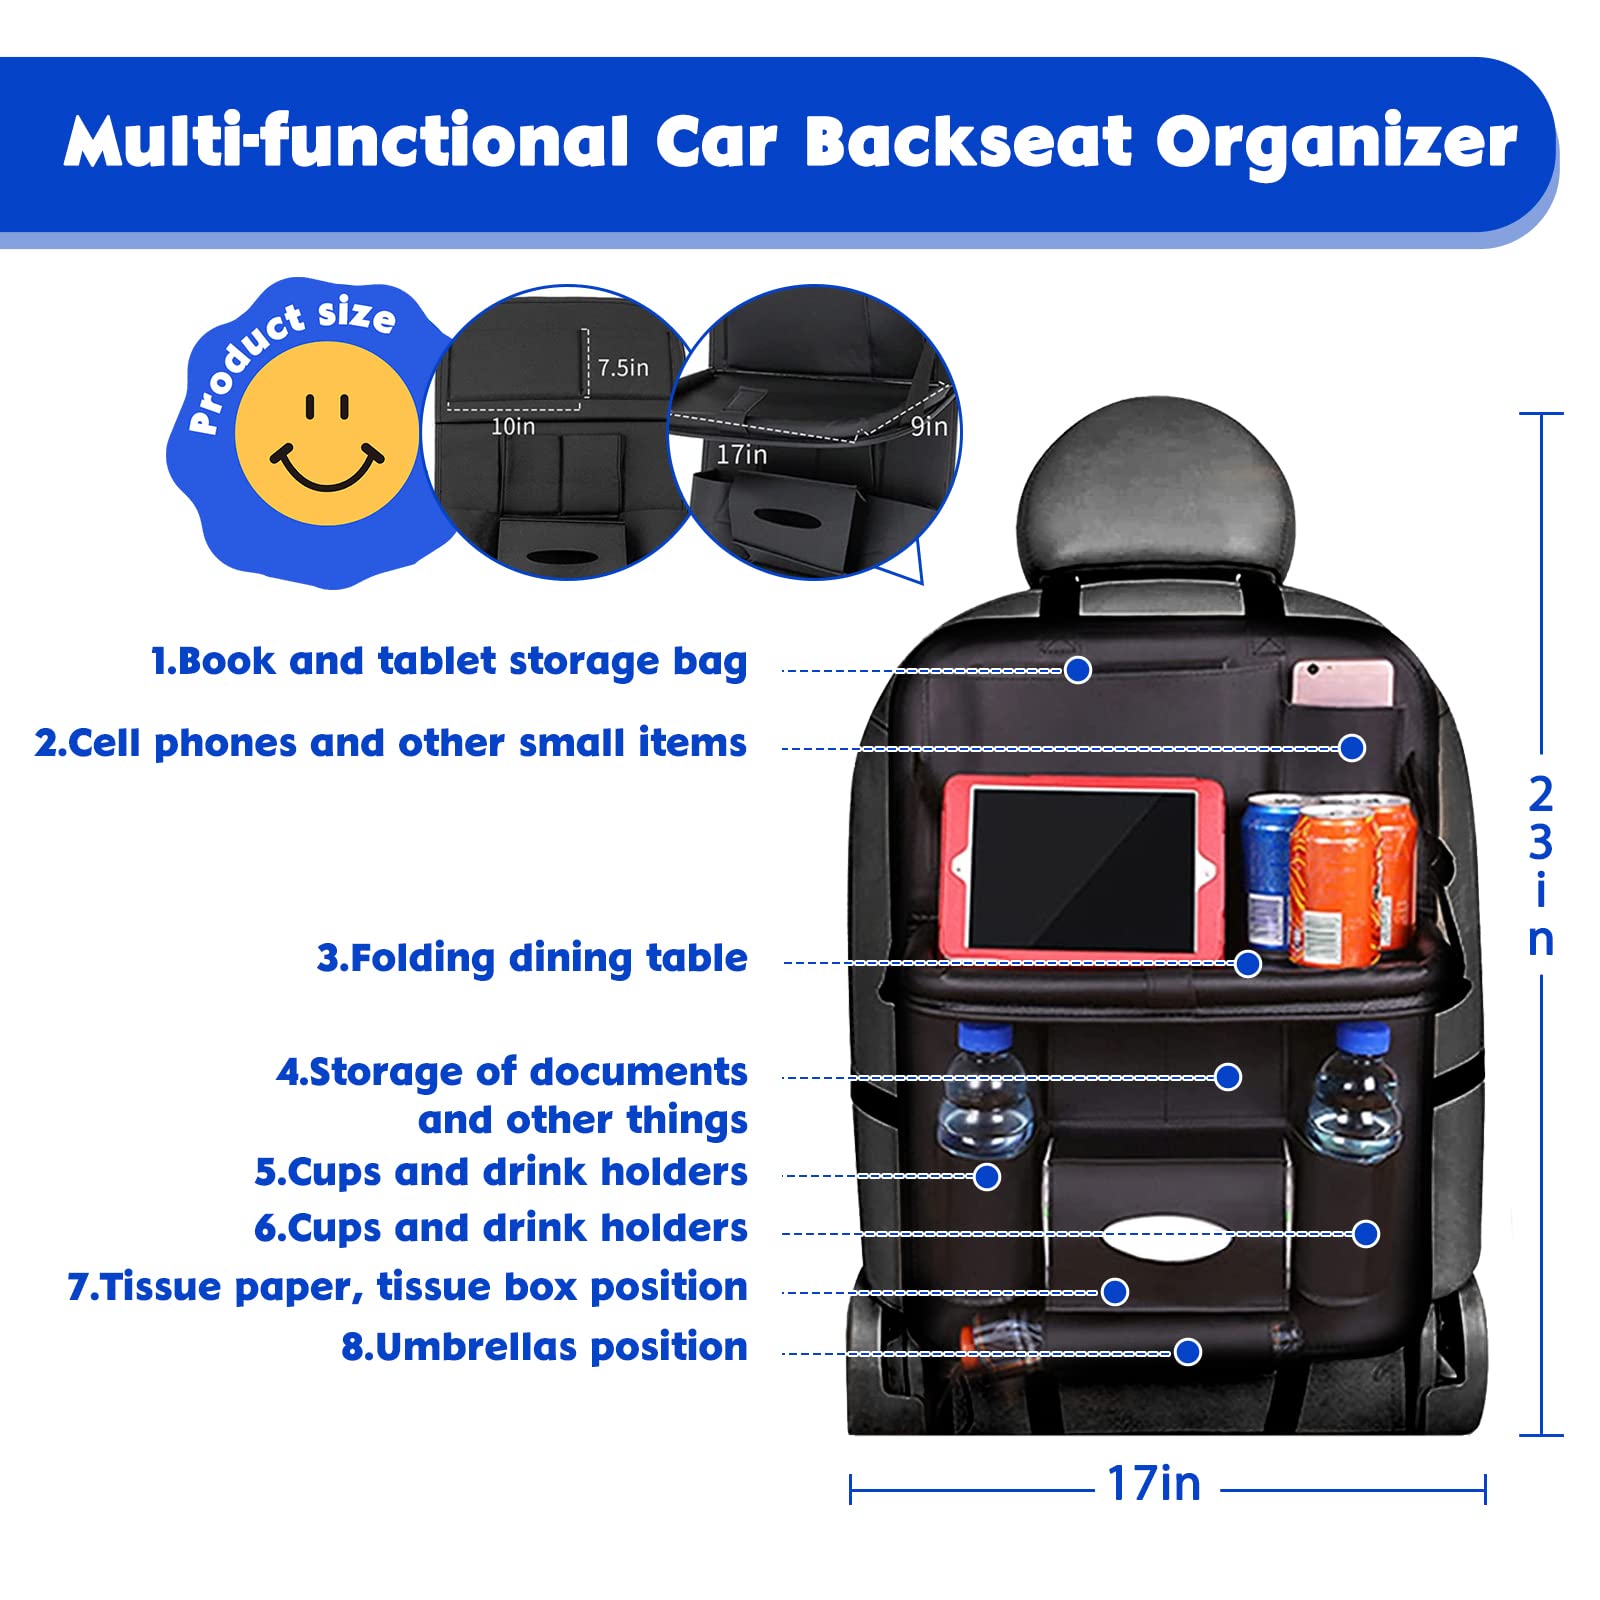 Multi-functional Car Backseat Organizer
Product size
7.5in
10in
9in
17in
1.Book and tablet storage bag
2.Cell phones and other small items
3.Folding dining table
4.Storage of documents
and other things
5.Cups and drink holders
6.Cups and drink holders
7.Tissue paper, tissue box position
8.Umbrellas position
23in
17in